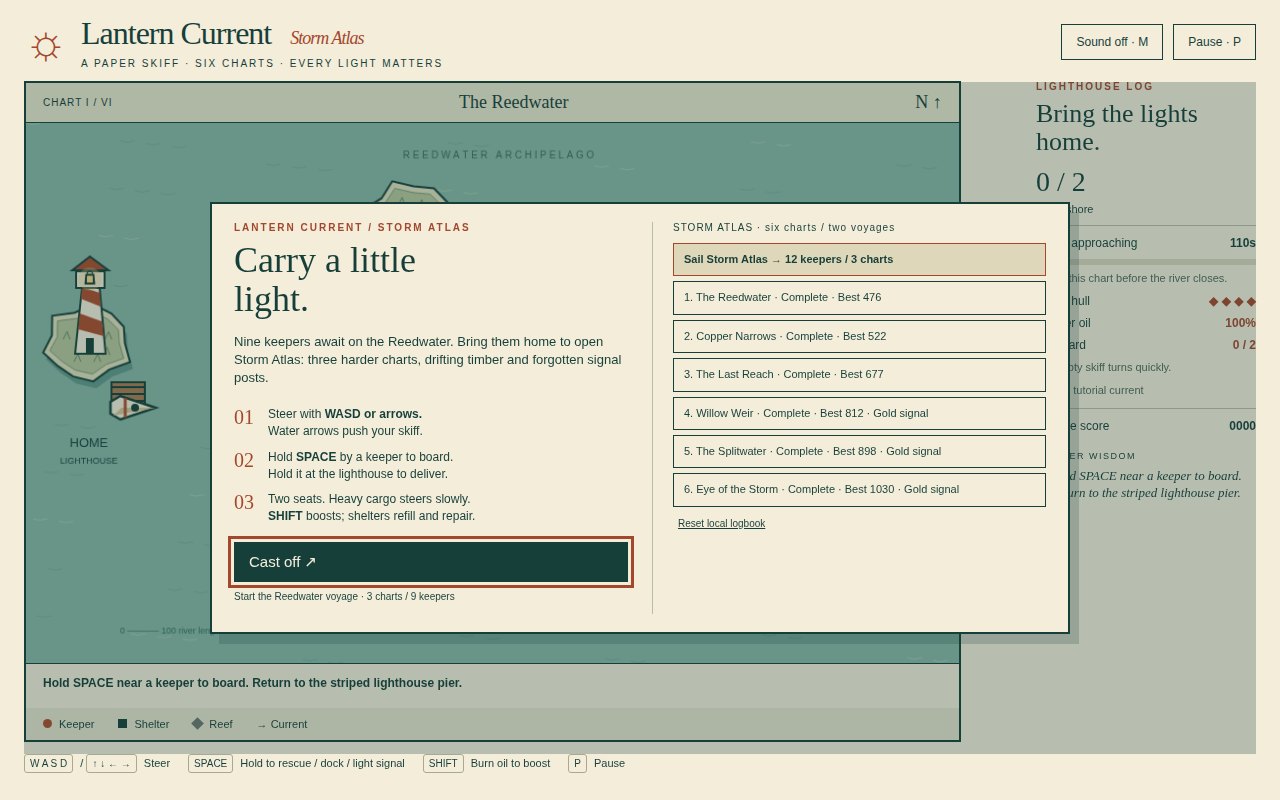 Lantern Current Storm Atlas
A PAPER SKIFF · SIX CHARTS · EVERY LIGHT MATTERS
Sound off · M
Pause · P
CHART I / VI
The Reedwater
N ↑
REEDWATER ARCHIPELAGO
HOME
LIGHTHOUSE
0
100 river
LANTERN CURRENT / STORM ATLAS
Carry a little
light.
Nine keepers await on the Reedwater. Bring them home to open
Storm Atlas: three harder charts, drifting timber and forgotten signal
posts.
01 Steer with WASD or arrows.
Water arrows push your skiff.
02 Hold SPACE by a keeper to board.
Hold it at the lighthouse to deliver.
03 Two seats. Heavy cargo steers slowly.
SHIFT boosts; shelters refill and repair.
Cast off ↗
Start the Reedwater voyage · 3 charts / 9 keepers
STORM ATLAS · six charts / two voyages
Sail Storm Atlas → 12 keepers / 3 charts
1. The Reedwater · Complete · Best 476
2. Copper Narrows · Complete · Best 522
3. The Last Reach · Complete · Best 677
4. Willow Weir · Complete · Best 812 · Gold signal
5. The Splitwater · Complete · Best 898 · Gold signal
6. Eye of the Storm · Complete · Best 1030 · Gold signal
Reset local logbook
LIGHTHOUSE LOG
Bring the lights
home.
0 / 2
approaching 110s
this chart before the river closes.
hull ◆◆◆◆
oil 100%
0 / 2
skiff turns quickly.
tutorial current
score 0000
WISDOM
SPACE near a keeper to board.
to the striped lighthouse pier.
Hold SPACE near a keeper to board. Return to the striped lighthouse pier.
Keeper Shelter Reef → Current
W A S D / ↑ ↓ ← → Steer SPACE Hold to rescue / dock / light signal SHIFT Burn oil to boost P Pause